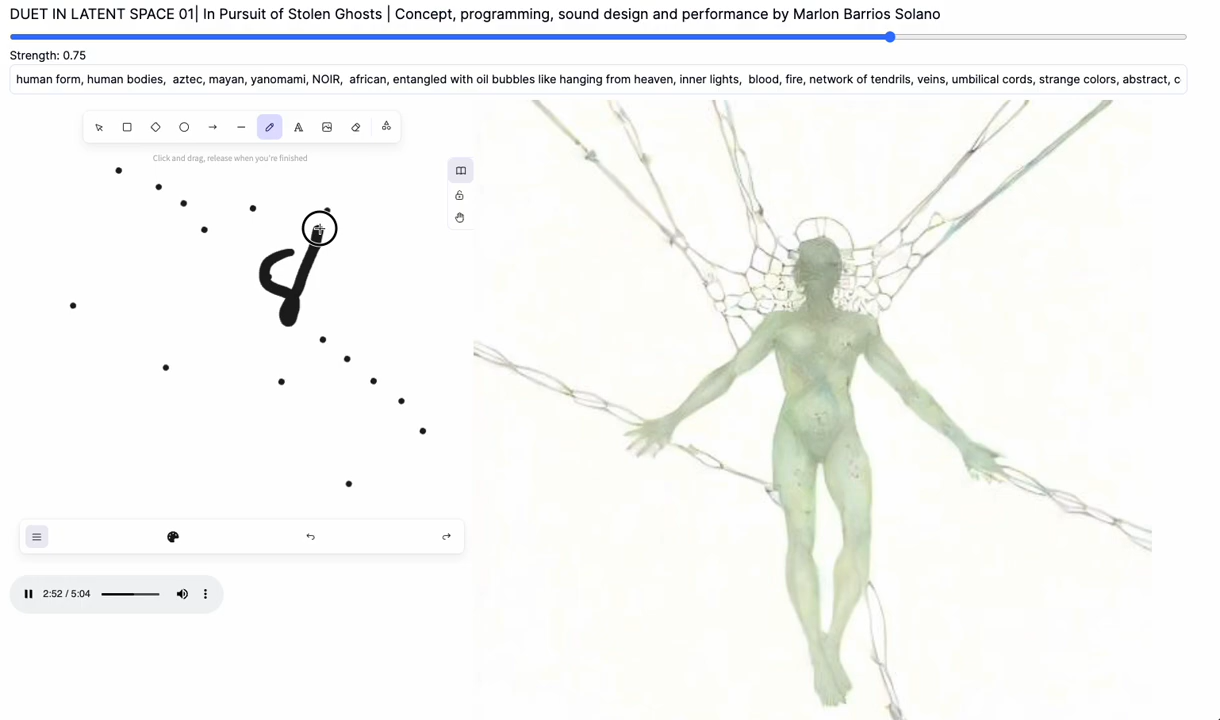 DUET IN LATENT SPACE 01| In Pursuit of Stolen Ghosts | Concept, programming, sound design and performance by Marlon Barrios Solano
Strength: 0.75
human form, human bodies,  aztec, mayan, yanomami, NOIR,  african, entangled with oil bubbles like hanging from heaven, inner lights,  blood, fire, network of tendrils, veins, umbilical cords, strange colors, abstract, c
Click and drag, release when you're finished
2:52 / 5:04